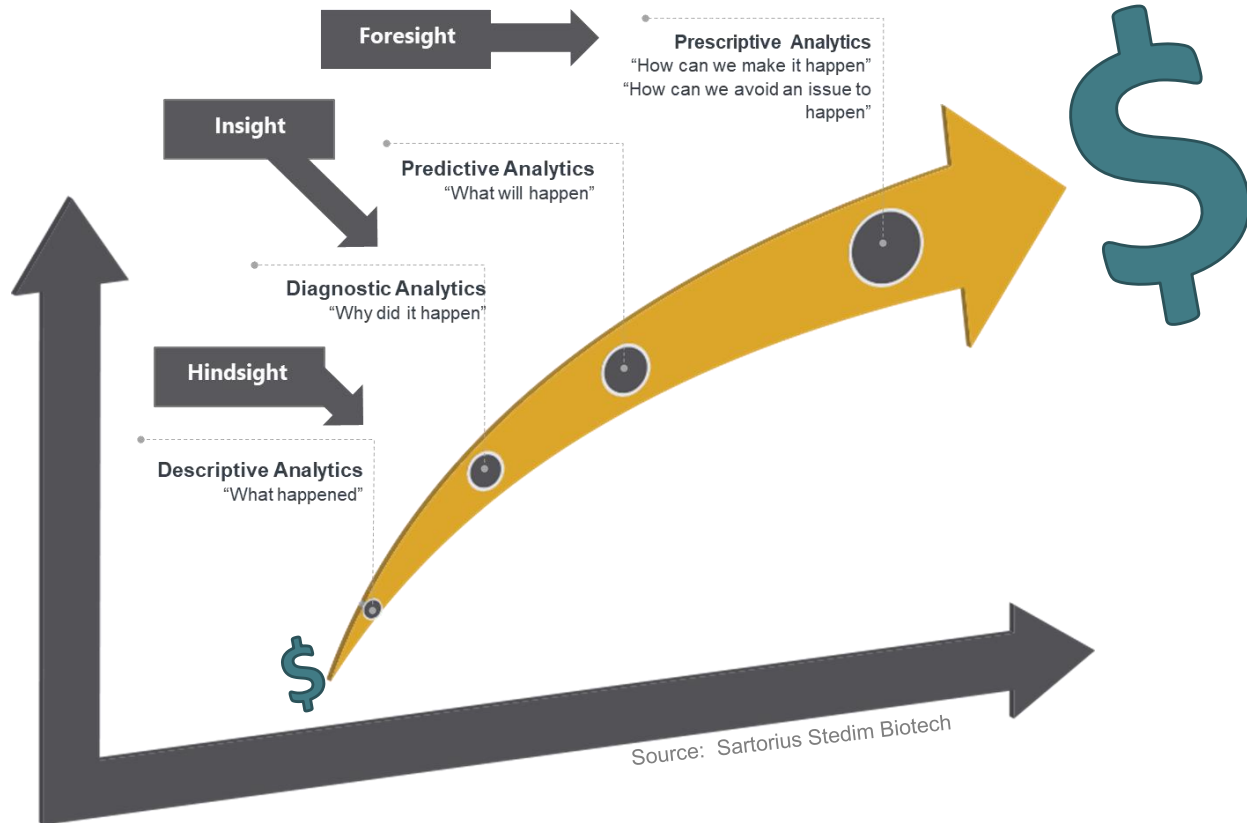 Foresight
Prescriptive Analytics
“How can we make it happen”
“How can we avoid an issue to
happen”
Insight
Predictive Analytics
“What will happen”
Diagnostic Analytics
“Why did it happen”
Hindsight
Descriptive Analytics
“What happened”
$
$
Source: Sartorius Stedim Biotech